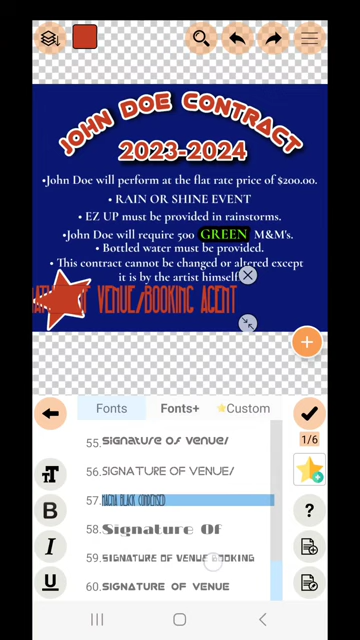 JOHN DOE CONTRACT
2023-2024
•John Doe will perform at the flat rate price of $200.00.
• RAIN OR SHINE EVENT
• EZ UP must be provided in rainstorms.
•John Doe will require 500 GREEN M&M's.
• Bottled water must be provided.
• This contract cannot be changed or altered except
it is by the artist himself
VENUE/BOOKING AGENT
Fonts
Fonts+
Custom
1/6
55. Signature of Venue/
56. SIGNATURE OF VENUE/
57.
58. Signature Of
59. SIGNATURE OF VENUE BOOKING
60. SIGNATURE OF VENUE
TT
B
I
U
?